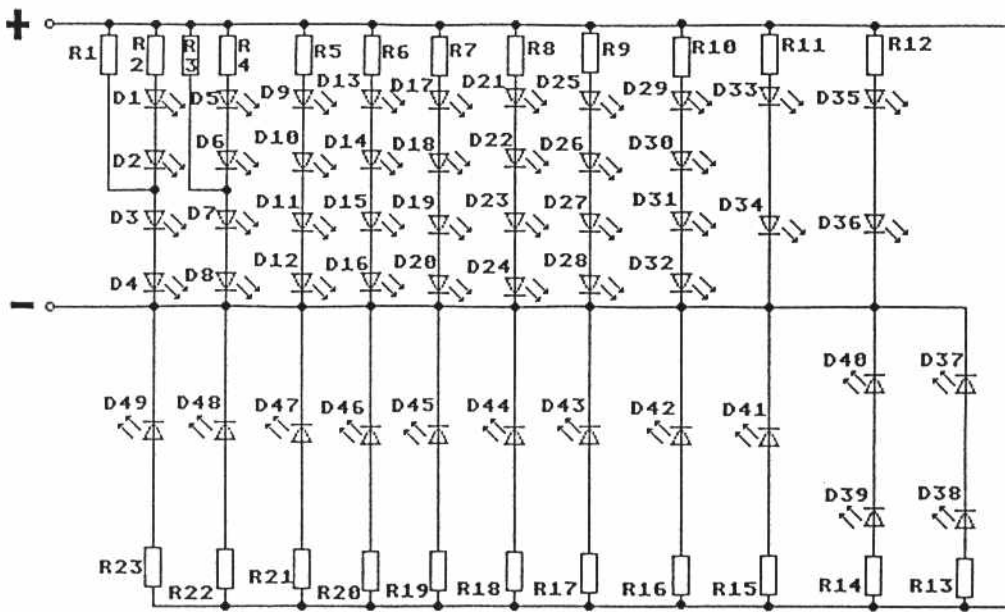 +
R1 R2 R3 R4 R5 R6 R7 R8 R9 R10 R11 R12
D1 D5 D9 D13 D17 D21 D25 D29 D33 D35
D2 D6 D10 D14 D18 D22 D26 D30
D3 D7 D11 D15 D19 D23 D27 D31 D34 D36
D4 D8 D12 D16 D20 D24 D28 D32
-
D40 D37
D49 D48 D47 D46 D45 D44 D43 D42 D41
D39 D38
R23 R22 R21 R20 R19 R18 R17 R16 R15 R14 R13